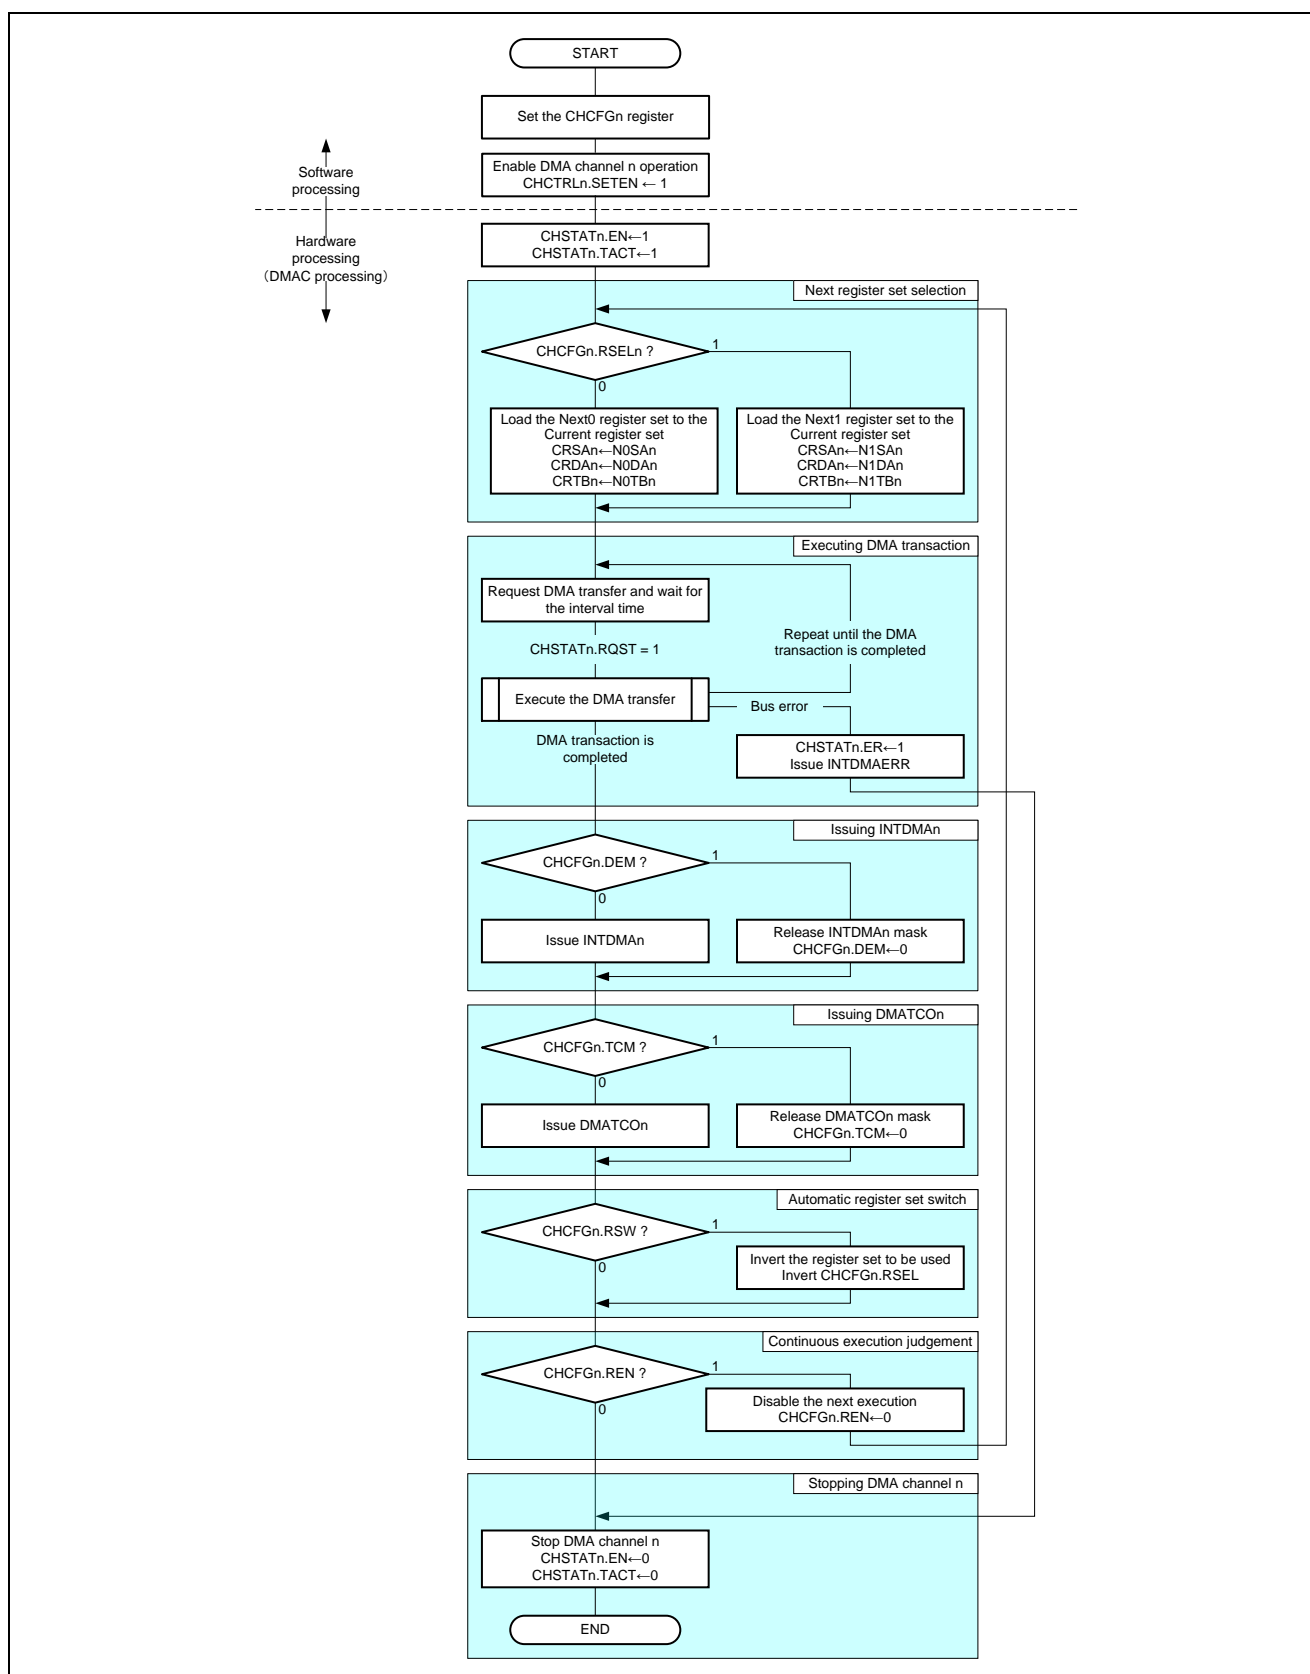 START
Set the CHCFGn register
Software
processing
Enable DMA channel n operation
CHCTRLn.SETEN ← 1
Hardware
processing
（DMAC processing）
CHSTATn.EN←1
CHSTATn.TACT←1
Next register set selection
CHCFGn.RSELn ?
1
0
Load the Next0 register set to the
Current register set
CRSAn←N0SAn
CRDAn←N0DAn
CRTBn←N0TBn
Load the Next1 register set to the
Current register set
CRSAn←N1SAn
CRDAn←N1DAn
CRTBn←N1TBn
Executing DMA transaction
Request DMA transfer and wait for
the interval time
Repeat until the DMA
transaction is completed
CHSTATn.RQST = 1
Execute the DMA transfer
Bus error
DMA transaction is
completed
CHSTATn.ER←1
Issue INTDMAERR
Issuing INTDMAn
CHCFGn.DEM ?
1
0
Issue INTDMAn
Release INTDMAn mask
CHCFGn.DEM←0
Issuing DMATCOn
CHCFGn.TCM ?
1
0
Issue DMATCOn
Release DMATCOn mask
CHCFGn.TCM←0
Automatic register set switch
CHCFGn.RSW ?
1
0
Invert the register set to be used
Invert CHCFGn.RSEL
Continuous execution judgement
CHCFGn.REN ?
1
0
Disable the next execution
CHCFGn.REN←0
Stopping DMA channel n
Stop DMA channel n
CHSTATn.EN←0
CHSTATn.TACT←0
END